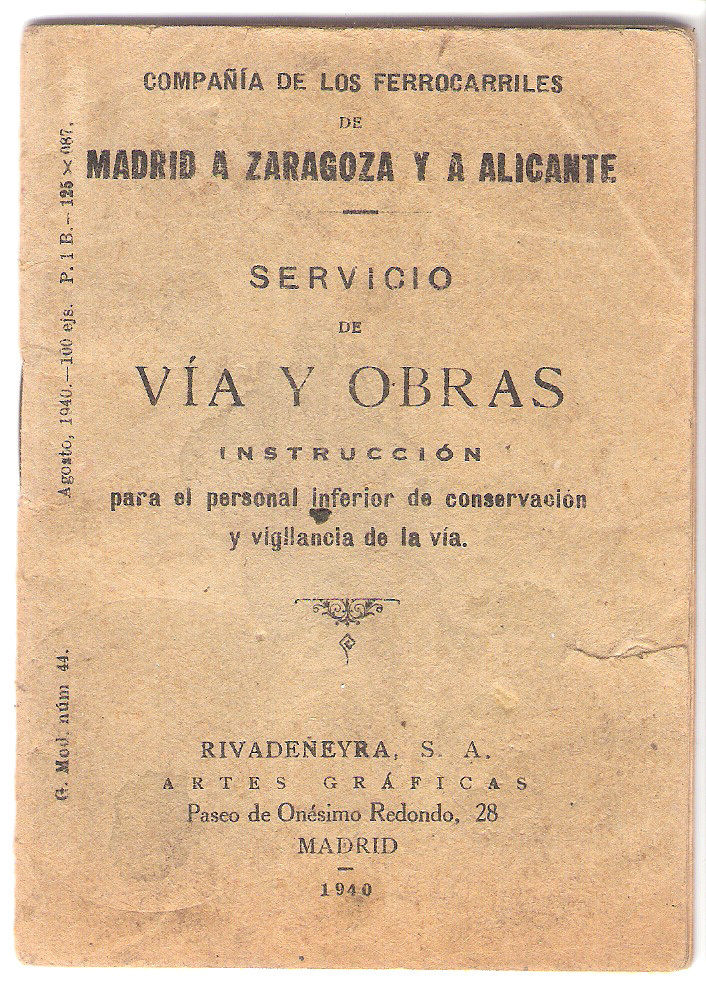 COMPAÑÍA DE LOS FERROCARRILES
DE
MADRID A ZARAGOZA Y A ALICANTE
SERVICIO
DE
VÍA Y OBRAS
INSTRUCCIÓN
para el personal inferior de conservación
y vigilancia de la vía.
RIVADENEYRA, S. A.
ARTES GRÁFICAS
Paseo de Onésimo Redondo, 28
MADRID
1940
G. Mod. núm 44.
Agosto, 1940.—100 ejs. P. 1 B.—125 × 087.